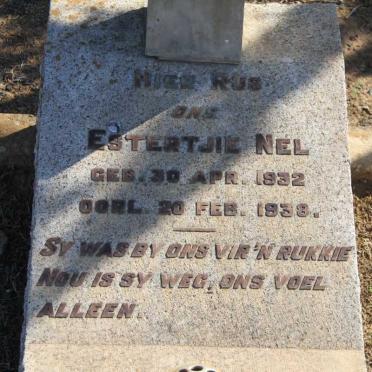 HIER RUS
ONS
ESTERTJIE NEL
GEB. 30 APR. 1932
OORL. 20 FEB. 1938.
SY WAS BY ONS VIR 'N RUKKIE
NOU IS SY WEG, ONS VOEL
ALLEEN.